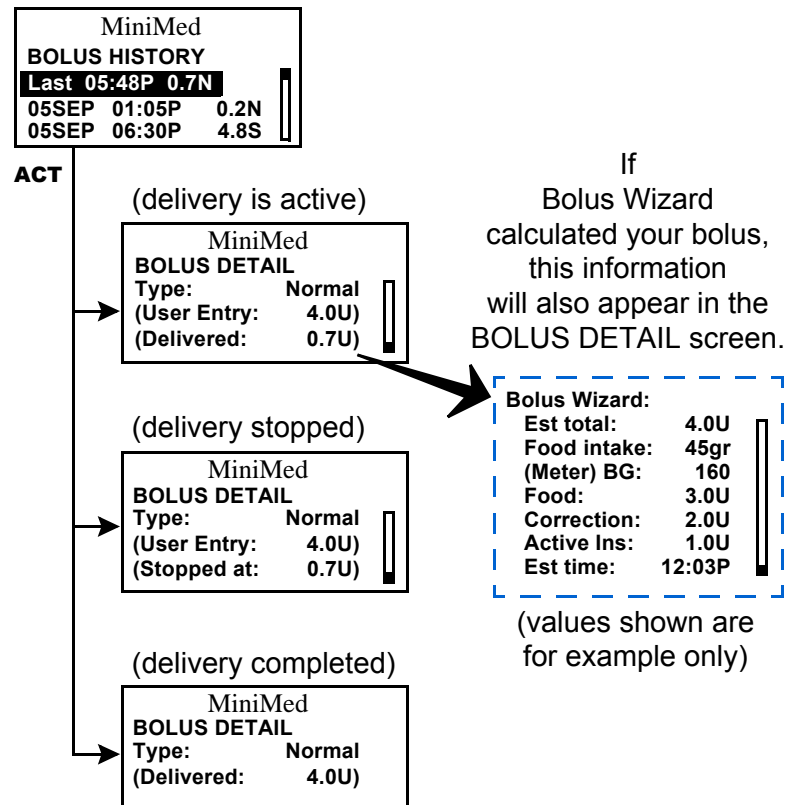 MiniMed
BOLUS HISTORY
Last 05:48P 0.7N
05SEP 01:05P 0.2N
05SEP 06:30P 4.8S
ACT
(delivery is active)
MiniMed
BOLUS DETAIL
Type: Normal
(User Entry: 4.0U)
(Delivered: 0.7U)
If
Bolus Wizard
calculated your bolus,
this information
will also appear in the
BOLUS DETAIL screen.
Bolus Wizard:
Est total: 4.0U
Food intake: 45gr
(Meter) BG: 160
Food: 3.0U
Correction: 2.0U
Active Ins: 1.0U
Est time: 12:03P
(values shown are
for example only)
(delivery stopped)
MiniMed
BOLUS DETAIL
Type: Normal
(User Entry: 4.0U)
(Stopped at: 0.7U)
(delivery completed)
MiniMed
BOLUS DETAIL
Type: Normal
(Delivered: 4.0U)